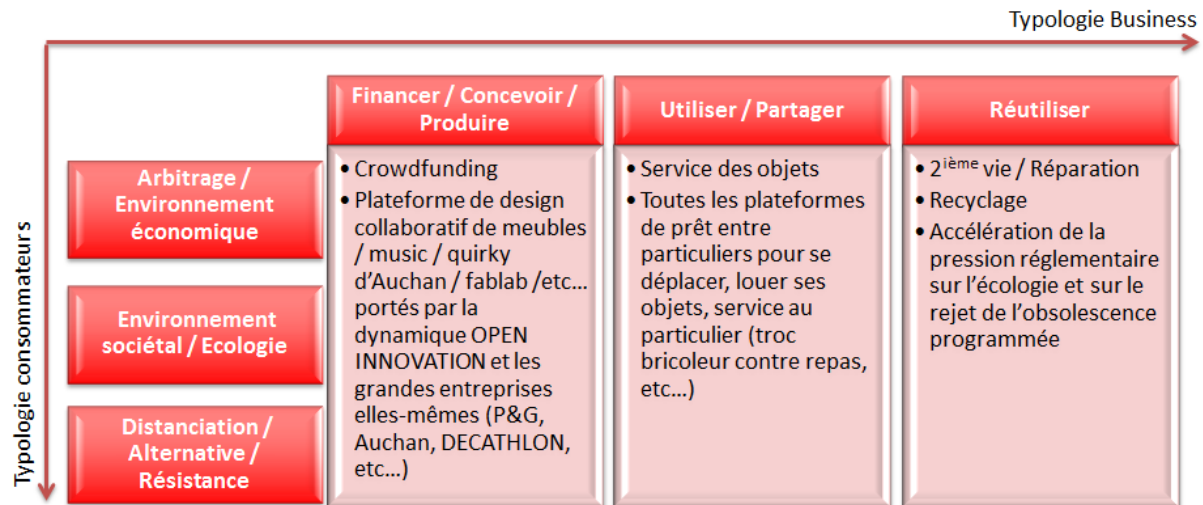 Typologie Business
Typologie consommateurs
Financer / Concevoir /
Produire
Utiliser / Partager
Réutiliser
Arbitrage /
Environnement
économique
Environnement
sociétal / Ecologie
Distanciation /
Alternative /
Résistance
• Crowdfunding
• Plateforme de design
collaboratif de meubles
/ music / quirky
d’Auchan / fablab /etc…
portés par la
dynamique OPEN
INNOVATION et les
grandes entreprises
elles-mêmes (P&G,
Auchan, DECATHLON,
etc…)
• Service des objets
• Toutes les plateformes
de prêt entre
particuliers pour se
déplacer, louer ses
objets, service au
particulier (troc
bricoleur contre repas,
etc…)
• 2ième vie / Réparation
• Recyclage
• Accélération de la
pression réglementaire
sur l’écologie et sur le
rejet de l’obsolescence
programmée